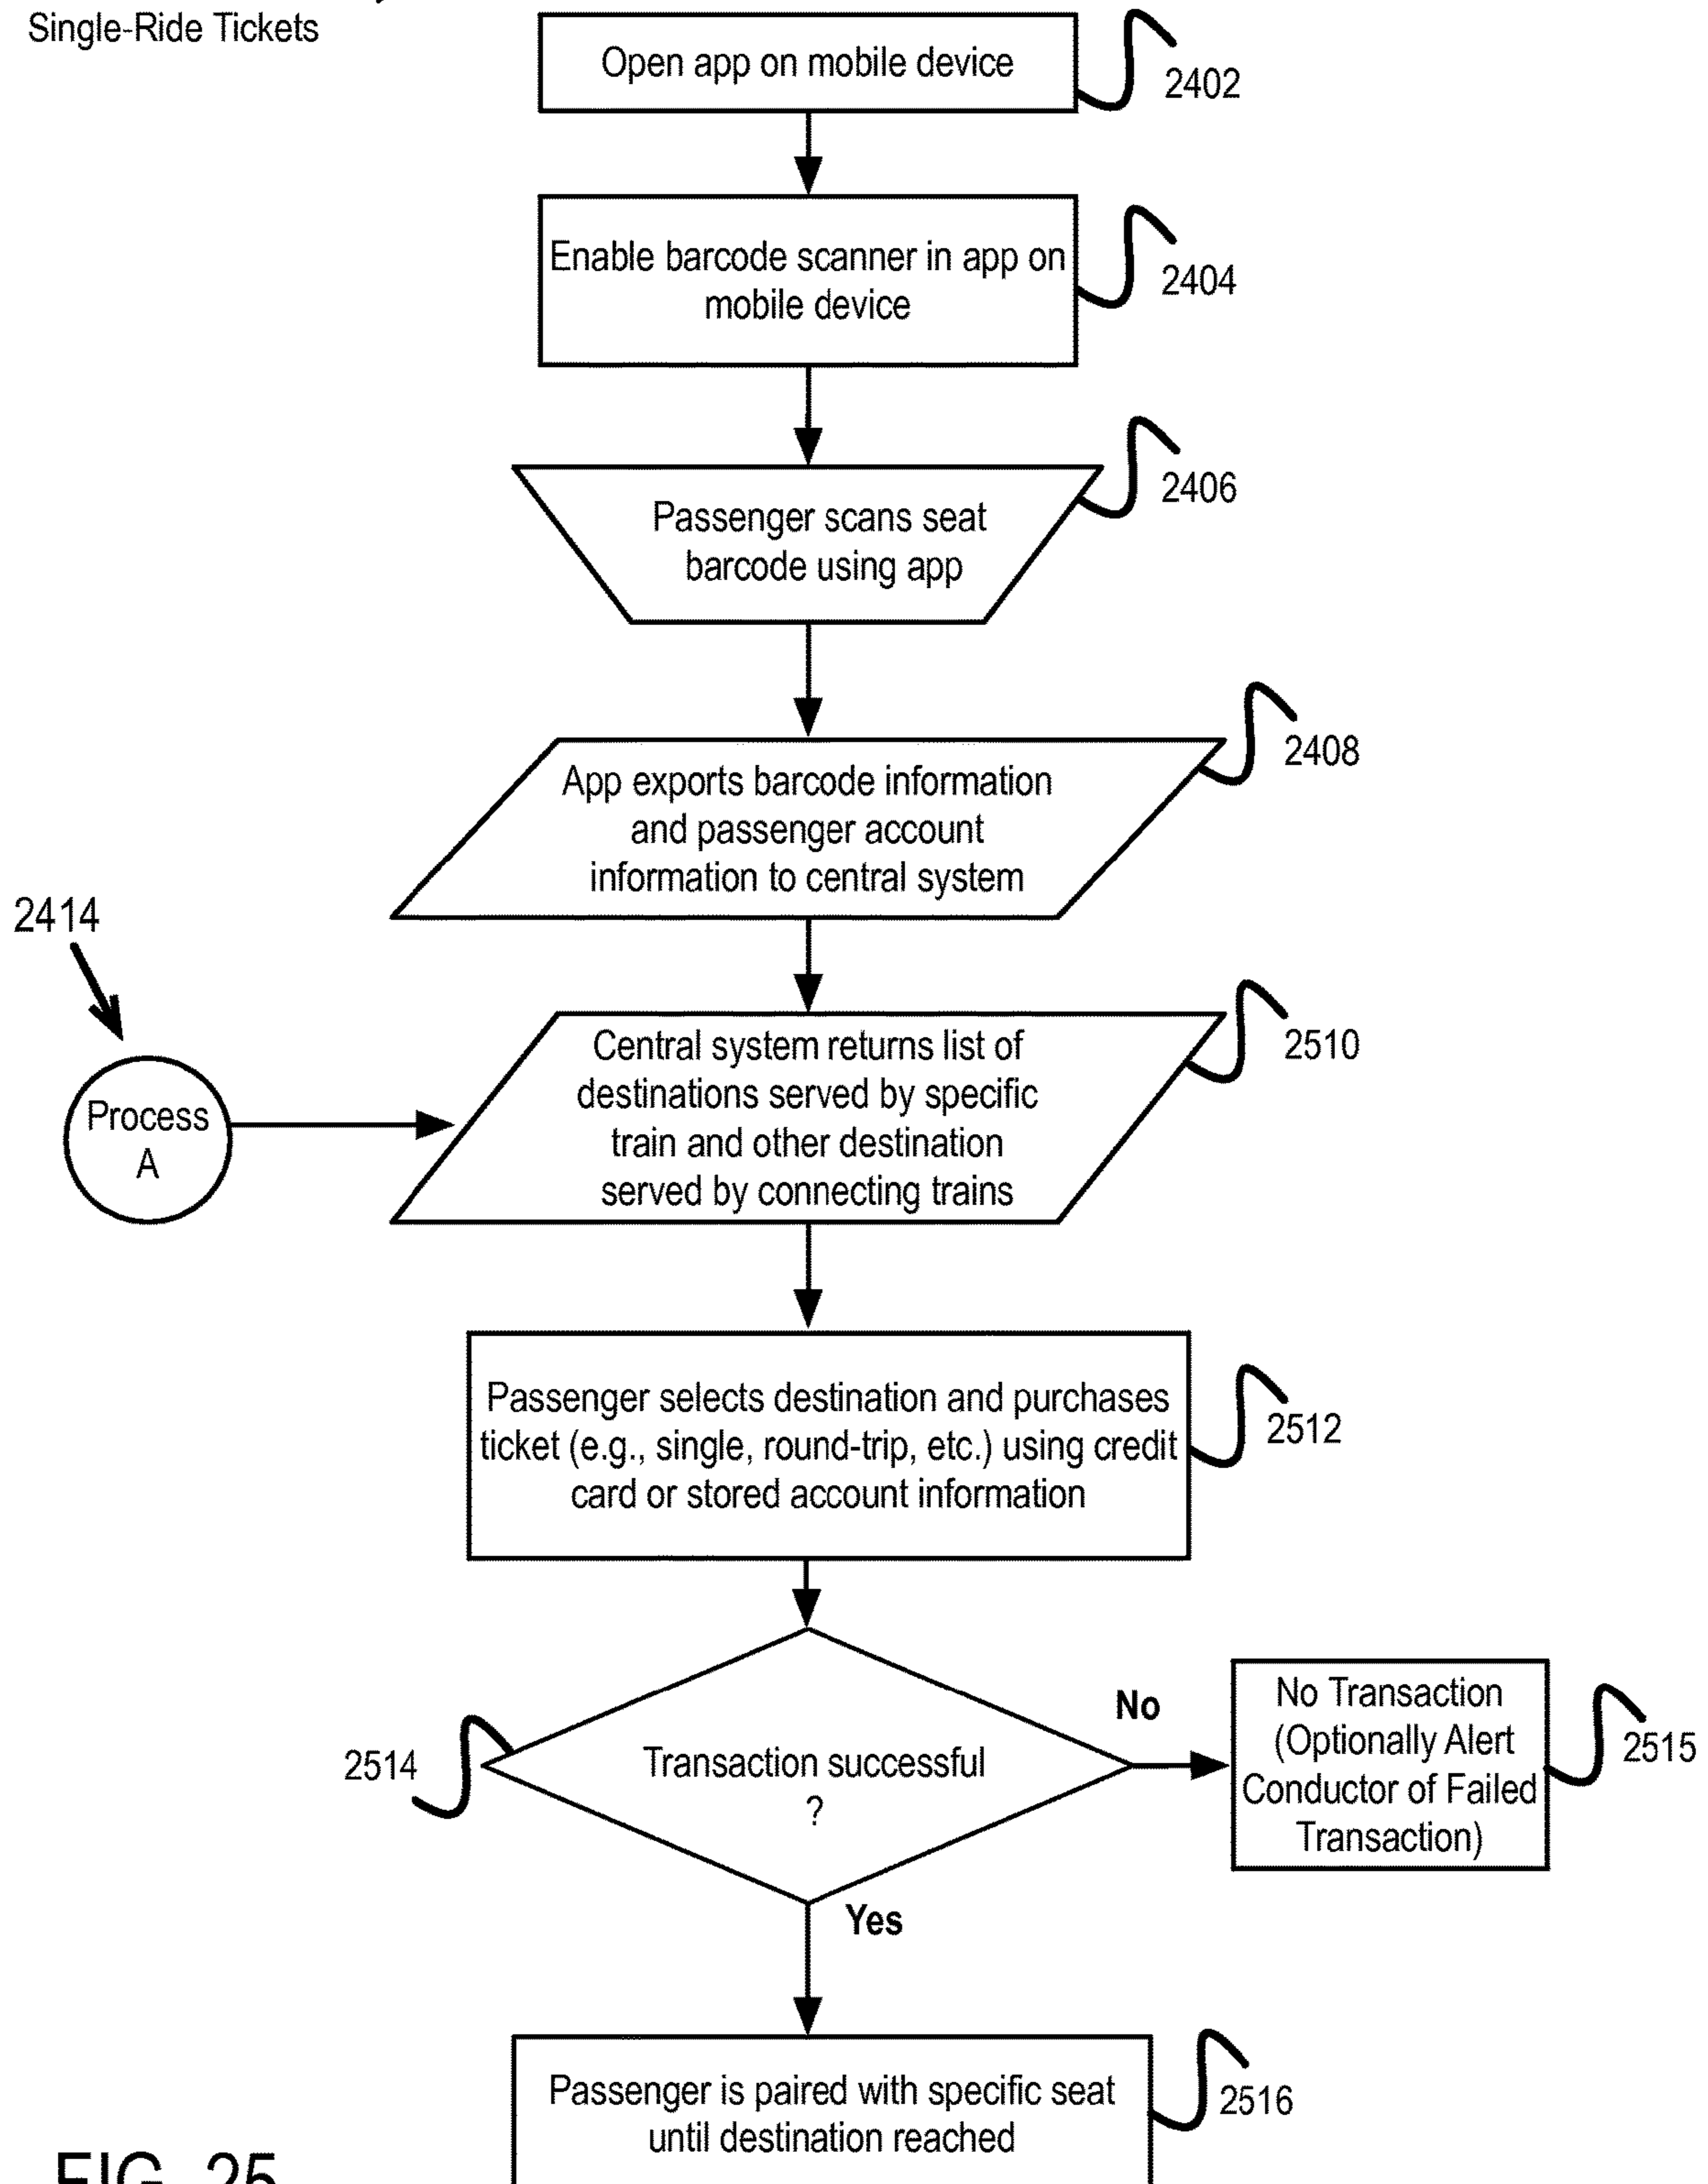 Single-Ride Tickets
Open app on mobile device
2402
Enable barcode scanner in app on
mobile device
2404
Passenger scans seat
barcode using app
2406
App exports barcode information
and passenger account
information to central system
2408
2414
Process
A
Central system returns list of
destinations served by specific
train and other destination
served by connecting trains
2510
Passenger selects destination and purchases
ticket (e.g., single, round-trip, etc.) using credit
card or stored account information
2512
Transaction successful
?
2514
No
No Transaction
(Optionally Alert
Conductor of Failed
Transaction)
2515
Yes
Passenger is paired with specific seat
until destination reached
2516
FIG. 25